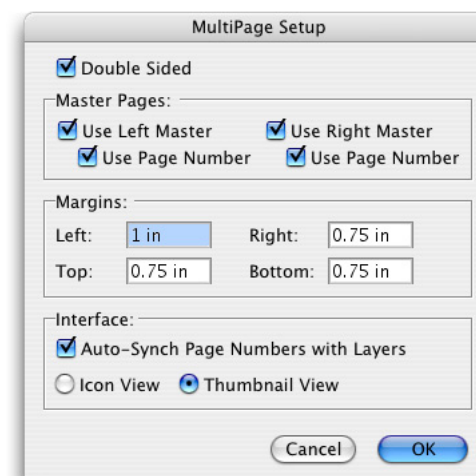 MultiPage Setup
Double Sided
Master Pages:
Use Left Master Use Right Master
Use Page Number Use Page Number
Margins:
Left: 1 in Right: 0.75 in
Top: 0.75 in Bottom: 0.75 in
Interface:
Auto-Synch Page Numbers with Layers
Icon View Thumbnail View
Cancel OK